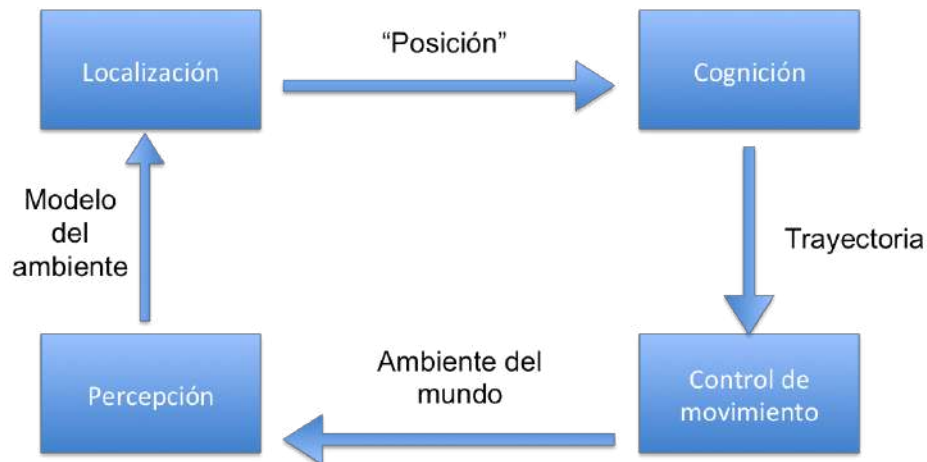 “Posición”
Localización
Cognición
Modelo
del
ambiente
Trayectoria
Ambiente del
mundo
Percepción
Control de
movimiento